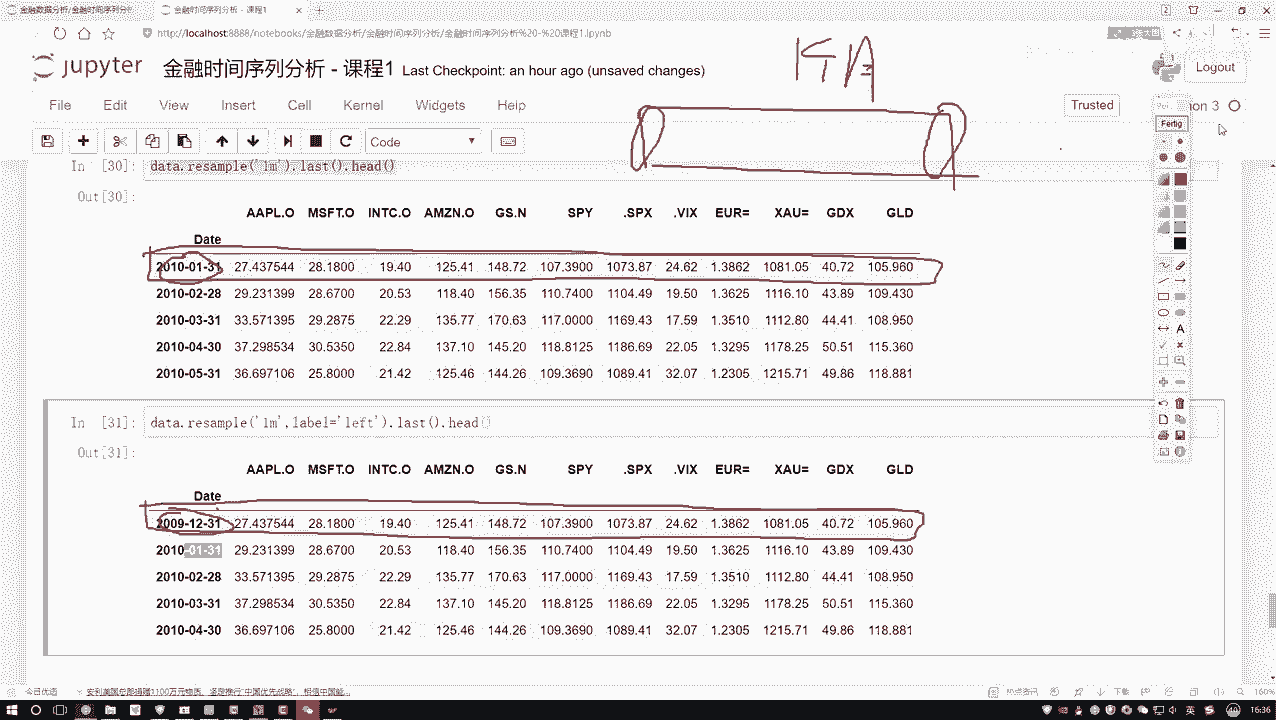 金融数据分析/金融时间序列分 金融时间序列分析 - 课程1 × +
http://localhost:8888/notebooks/金融数据分析/金融时间序列分析/金融时间序列分析%20-%20课程1.ipynb
jupyter 金融时间序列分析 - 课程1 Last Checkpoint: an hour ago (unsaved changes) Logout
File Edit View Insert Cell Kernel Widgets Help Trusted on 3
Fertig
Code
In [30]: data.resample('1m').last().head()
Out[30]:
AAPL.O MSFT.O INTC.O AMZN.O GS.N SPY .SPX .VIX EUR= XAU= GDX GLD
Date
2010-01-31 27.437544 28.1800 19.40 125.41 148.72 107.3900 1073.87 24.62 1.3862 1081.05 40.72 105.960
2010-02-28 29.231399 28.6700 20.53 118.40 156.35 110.7400 1104.49 19.50 1.3625 1116.10 43.89 109.430
2010-03-31 33.571395 29.2875 22.29 135.77 170.63 117.0000 1169.43 17.59 1.3510 1112.80 44.41 108.950
2010-04-30 37.298534 30.5350 22.84 137.10 145.20 118.8125 1186.69 22.05 1.3295 1178.25 50.51 115.360
2010-05-31 36.697106 25.8000 21.42 125.46 144.26 109.3690 1089.41 32.07 1.2305 1215.71 49.86 118.881
In [31]: data.resample('1m',label='left').last().head()
Out[31]:
AAPL.O MSFT.O INTC.O AMZN.O GS.N SPY .SPX .VIX EUR= XAU= GDX GLD
Date
2009-12-31 27.437544 28.1800 19.40 125.41 148.72 107.3900 1073.87 24.62 1.3862 1081.05 40.72 105.960
2010-01-31 29.231399 28.6700 20.53 118.40 156.35 110.7400 1104.49 19.50 1.3625 1116.10 43.89 109.430
2010-02-28 33.571395 29.2875 22.29 135.77 170.63 117.0000 1169.43 17.59 1.3510 1112.80 44.41 108.950
2010-03-31 37.298534 30.5350 22.84 137.10 145.20 118.8125 1186.69 22.05 1.3295 1178.25 50.51 115.360
2010-04-30 36.697106 25.8000 21.42 125.46 144.26 109.3690 1089.41 32.07 1.2305 1215.71 49.86 118.881
今日优选 热点资讯 下载 160%
英 16:36